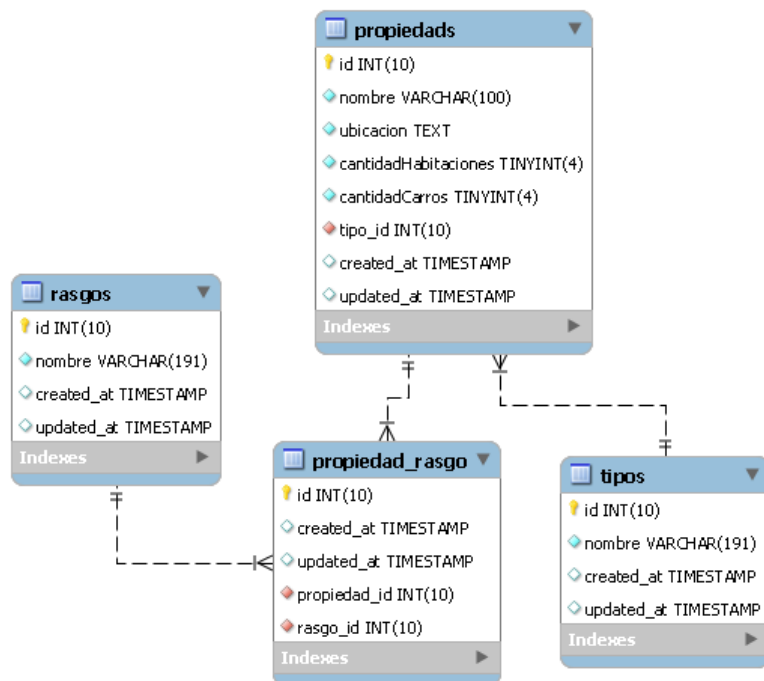 propiedads
id INT(10)
nombre VARCHAR(100)
ubicacion TEXT
cantidadHabitaciones TINYINT(4)
cantidadCarros TINYINT(4)
tipo_id INT(10)
created_at TIMESTAMP
updated_at TIMESTAMP
Indexes
rasgos
id INT(10)
nombre VARCHAR(191)
created_at TIMESTAMP
updated_at TIMESTAMP
Indexes
propiedad_rasgo
id INT(10)
created_at TIMESTAMP
updated_at TIMESTAMP
propiedad_id INT(10)
rasgo_id INT(10)
Indexes
tipos
id INT(10)
nombre VARCHAR(191)
created_at TIMESTAMP
updated_at TIMESTAMP
Indexes